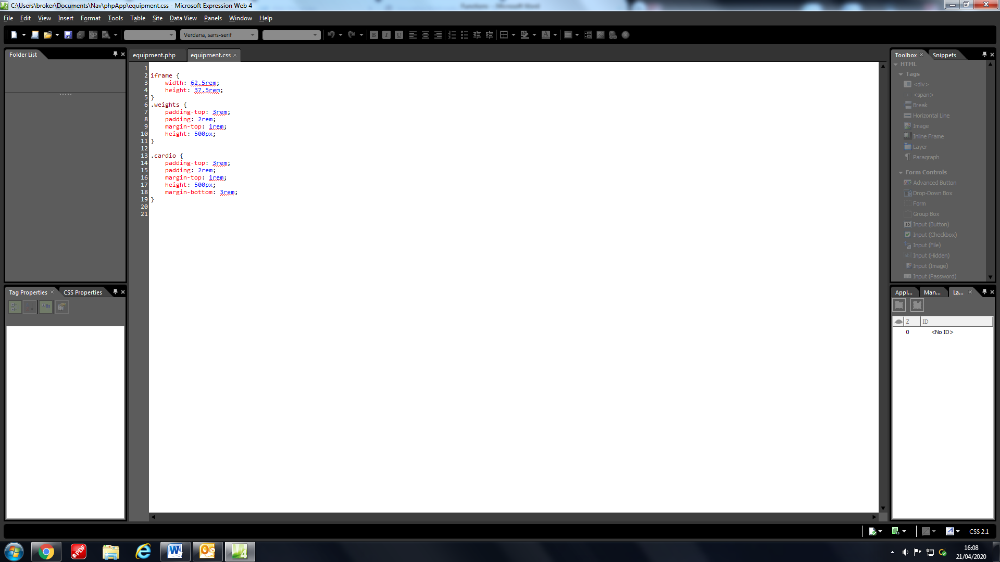 C:\Users\broker\Documents\Nav\phpApp\equipment.css - Microsoft Expression Web 4
File Edit View Insert Format Tools Table Site Data View Panels Window Help
Verdana, sans-serif
Folder List
equipment.php
equipment.css
1
2 iframe {
3 width: 62.5rem;
4 height: 37.5rem;
5 }
6 .weights {
7 padding-top: 3rem;
8 padding: 2rem;
9 margin-top: 1rem;
10 height: 500px;
11 }
12
13 .cardio {
14 padding-top: 3rem;
15 padding: 2rem;
16 margin-top: 1rem;
17 height: 500px;
18 margin-bottom: 3rem;
19 }
20
21
Toolbox
Snippets
HTML
Tags
<div>
<span>
Break
Horizontal Line
Image
Inline Frame
Layer
Paragraph
Form Controls
Advanced Button
Drop-Down Box
Form
Group Box
Input (Button)
Input (Checkbox)
Input (File)
Input (Hidden)
Input (Image)
Input (Password)
Tag Properties
CSS Properties
Appl...
Man...
La...
Z ID
0 <No ID>
CSS 2.1
16:08
21/04/2020